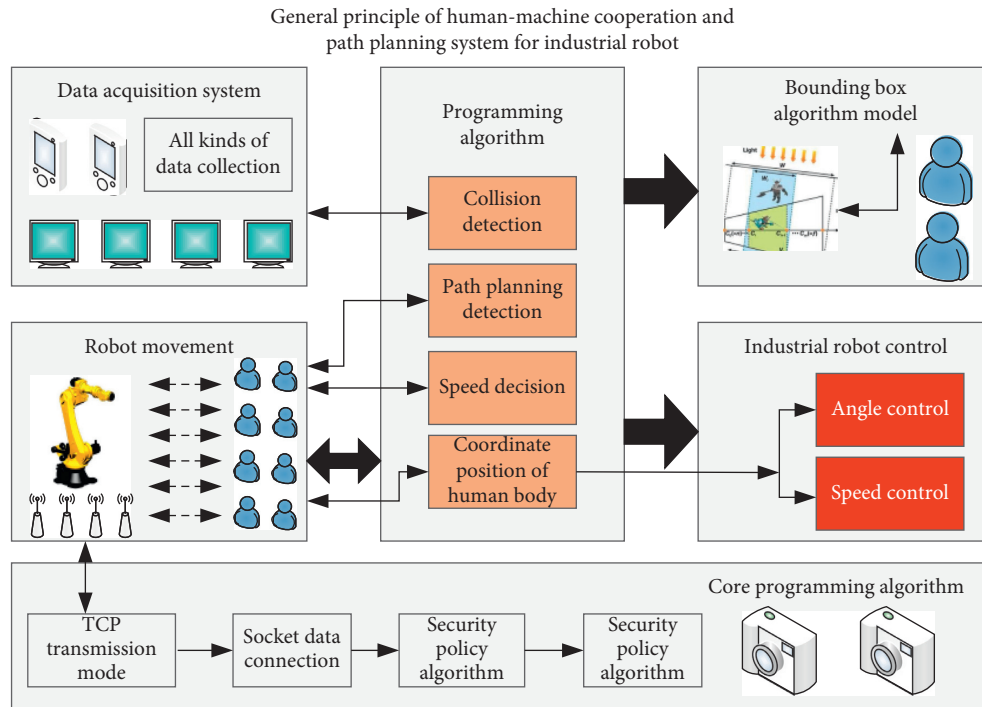 General principle of human-machine cooperation and
path planning system for industrial robot
Data acquisition system
All kinds of
data collection
Programming
algorithm
Collision
detection
Path planning
detection
Speed decision
Coordinate
position of
human body
Bounding box
algorithm model
Light
W
Robot movement
Industrial robot control
Angle control
Speed control
Core programming algorithm
TCP
transmission
mode
Socket data
connection
Security
policy
algorithm
Security
policy
algorithm